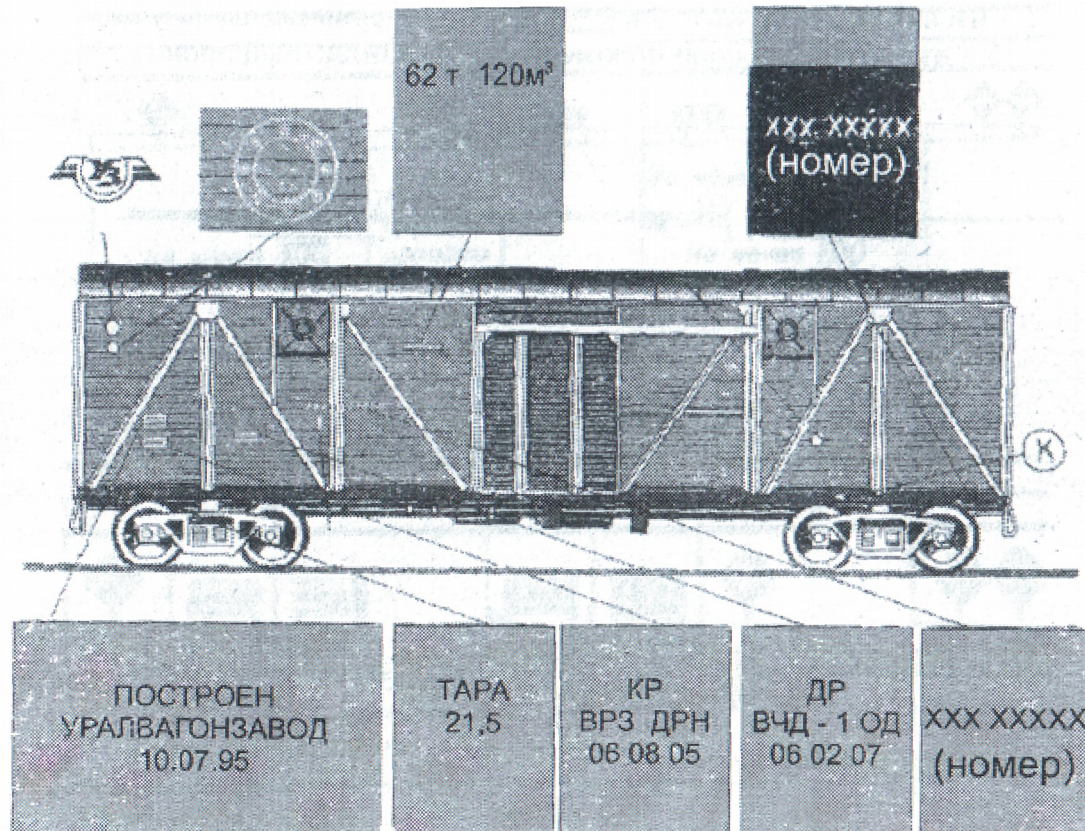 62 т 120м³
ХХХ ХХХХХ
(номер)
К
ПОСТРОЕН
УРАЛВАГОНЗАВОД
10.07.95
ТАРА
21,5
КР
ВРЗ ДРН
06 08 05
ДР
ВЧД - 1 ОД
06 02 07
ХХХ ХХХХХ
(номер)